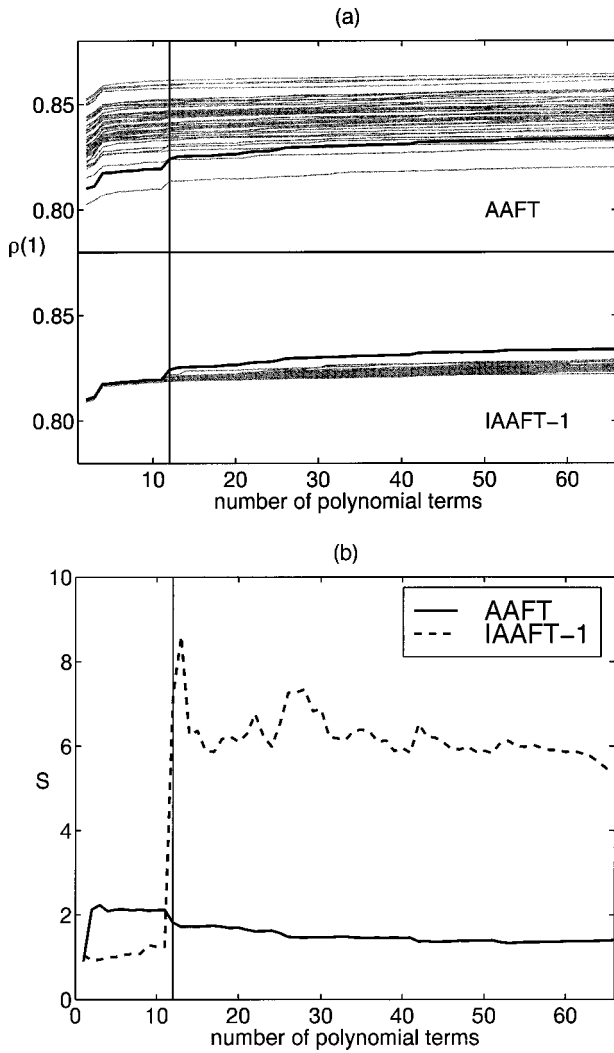 (a)
0.85
0.80
AAFT
ρ(1)
0.85
0.80
IAAFT-1
10 20 30 40 50 60
number of polynomial terms
(b)
10
AAFT
IAAFT-1
8
6
S
4
2
0
0 10 20 30 40 50 60
number of polynomial terms